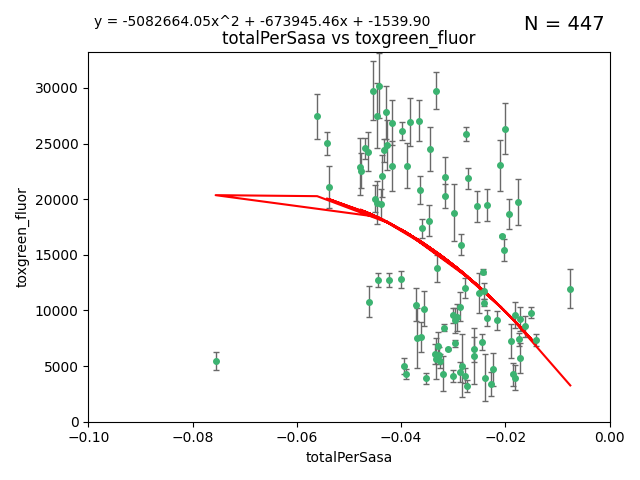 y = -5082664.05x^2 + -673945.46x + -1539.90
N = 447
totalPerSasa vs toxgreen_fluor
30000
25000
20000
15000
10000
5000
0
toxgreen_fluor
−0.10
−0.08
−0.06
−0.04
−0.02
0.00
totalPerSasa